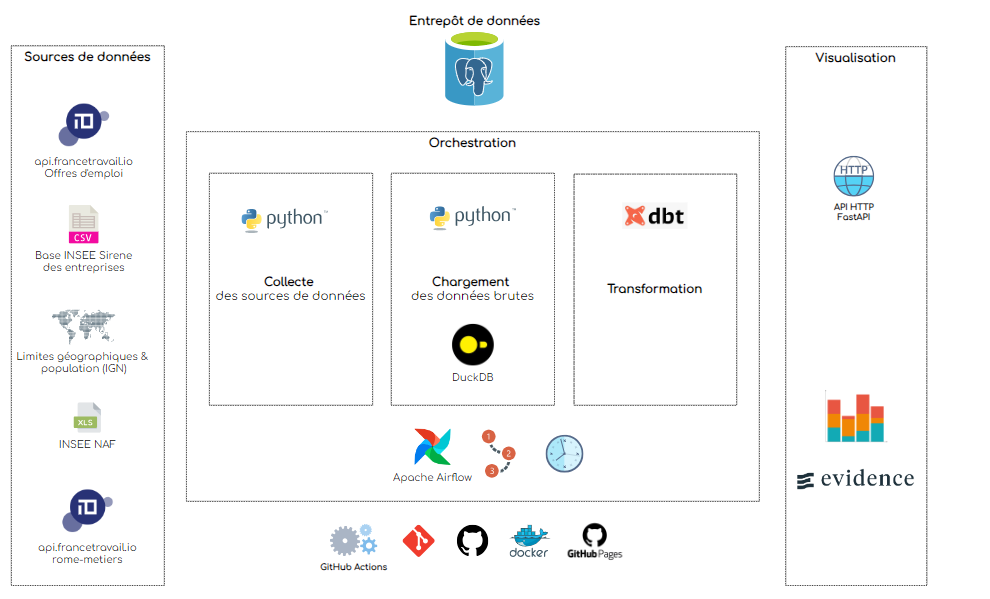 Entrepôt de données
Sources de données
api.francetravail.io
Offres d'emploi
CSV
Base INSEE Sirene
des entreprises
Limites géographiques &
population (IGN)
XLS
INSEE NAF
api.francetravail.io
rome-metiers
Orchestration
python™
Collecte
des sources de données
python™
Chargement
des données brutes
DuckDB
dbt
Transformation
Apache Airflow
1
2
3
GitHub Actions
docker
GitHub Pages
Visualisation
HTTP
API HTTP
FastAPI
evidence